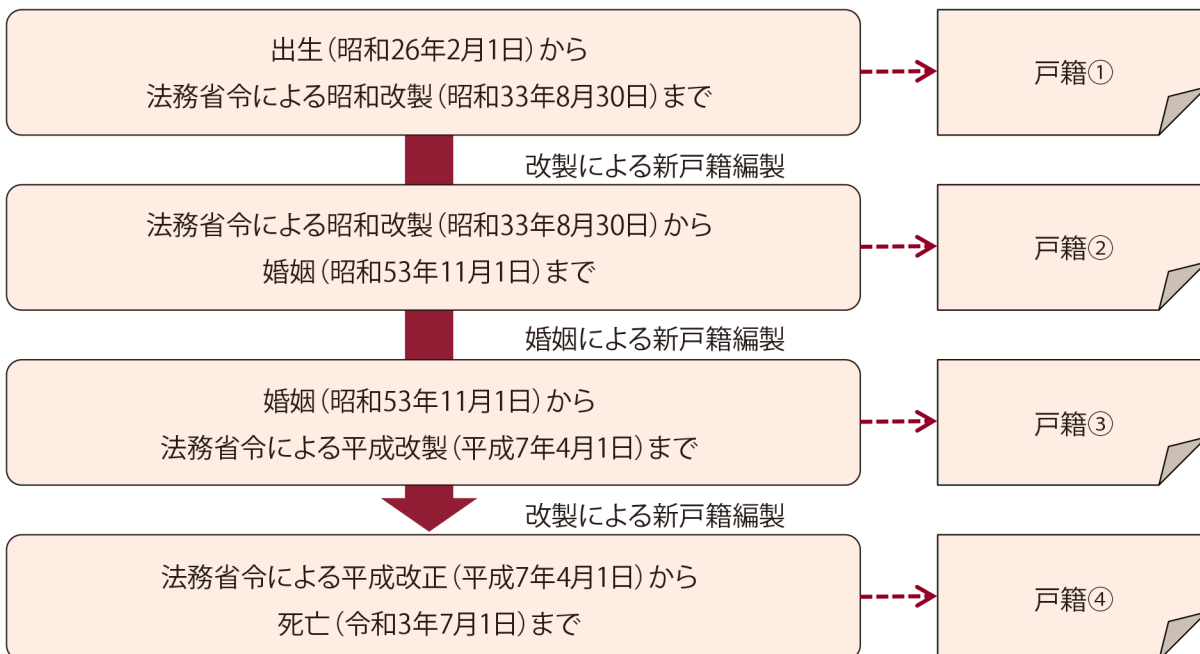 出生(昭和26年2月1日)から
法務省令による昭和改製(昭和33年8月30日)まで
戸籍①
改製による新戸籍編製
法務省令による昭和改製(昭和33年8月30日)から
婚姻(昭和53年11月1日)まで
戸籍②
婚姻による新戸籍編製
婚姻(昭和53年11月1日)から
法務省令による平成改製(平成7年4月1日)まで
戸籍③
改製による新戸籍編製
法務省令による平成改正(平成7年4月1日)から
死亡(令和3年7月1日)まで
戸籍④